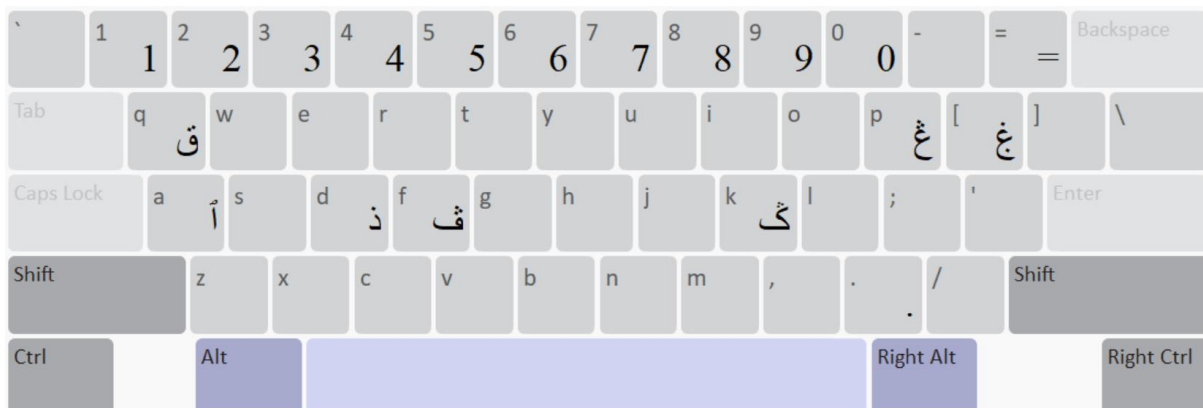 ` 1 1 2 2 3 3 4 4 5 5 6 6 7 7 8 8 9 9 0 0 - = = Backspace
Tab q ق w e r t y u i o p ڠ [ ۼ ] \
Caps Lock a ٱ s d ذ f ڤ g h j k ݣ l ; ' Enter
Shift z x c v b n m , . . / Shift
Ctrl Alt Right Alt Right Ctrl